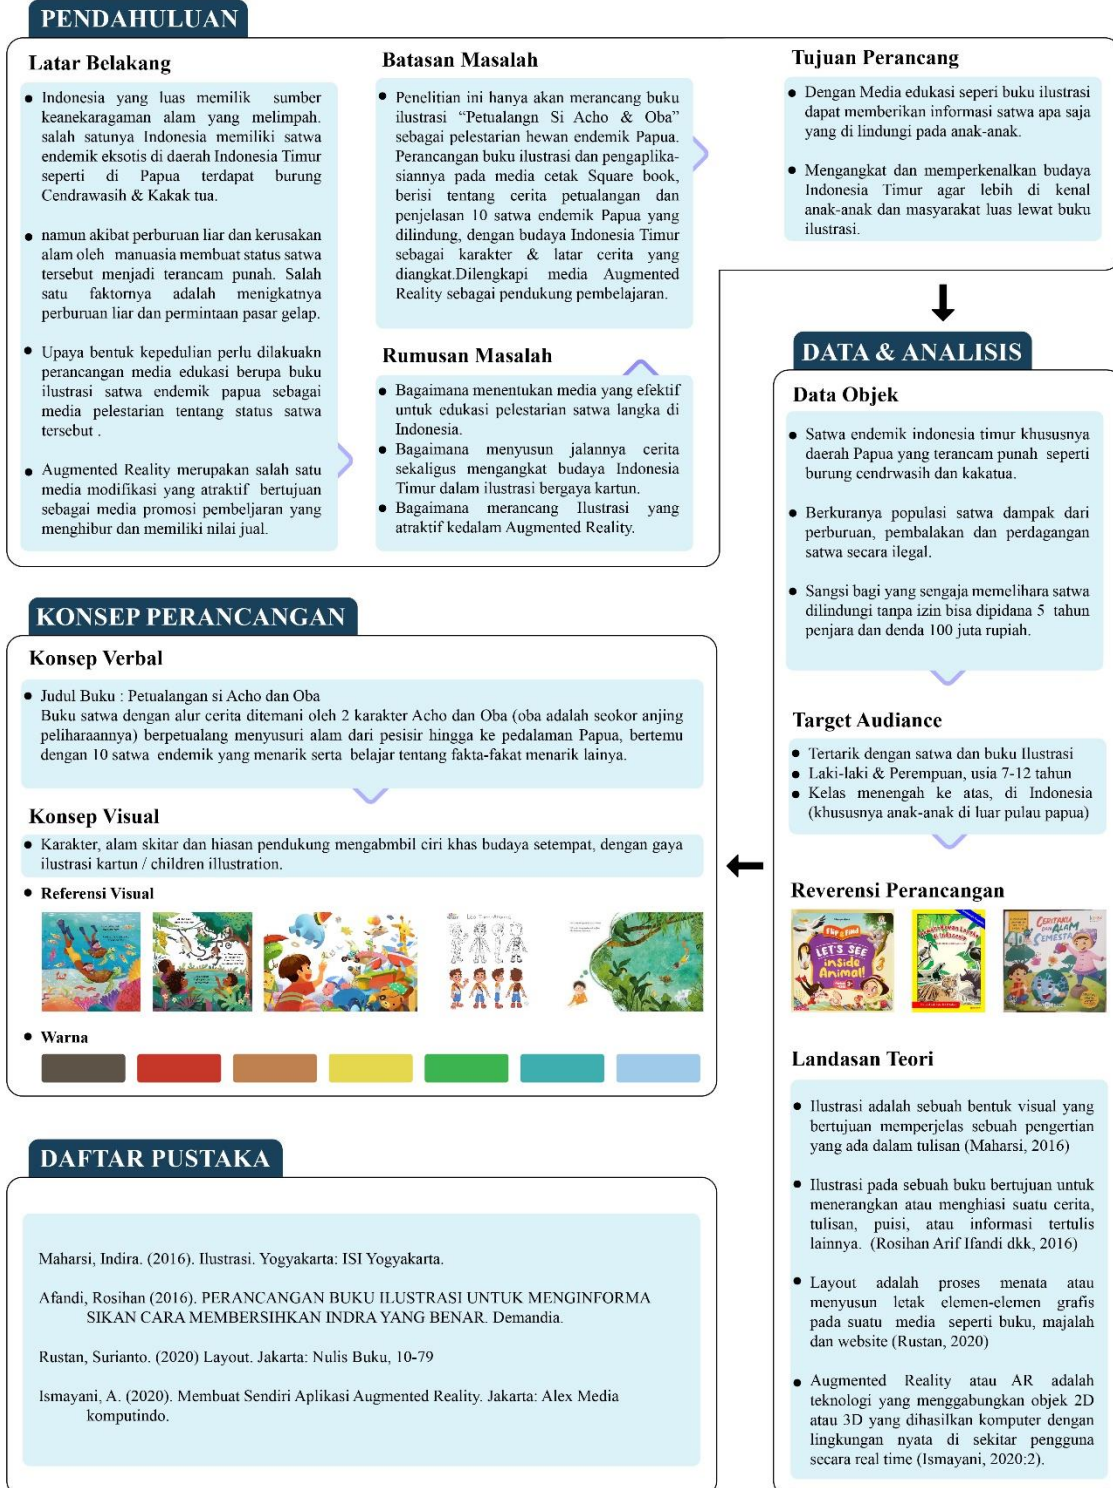 PENDAHULUAN
Latar Belakang
Indonesia yang luas memilik sumber
keanekaragaman alam yang melimpah.
salah satunya Indonesia memiliki satwa
endemik eksotis di daerah Indonesia Timur
seperti di Papua terdapat burung
Cendrawasih & Kakak tua.
namun akibat perburuan liar dan kerusakan
alam oleh manuasia membuat status satwa
tersebut menjadi terancam punah. Salah
satu faktornya adalah menigkatnya
perburuan liar dan permintaan pasar gelap.
Upaya bentuk kepedulian perlu dilakuakn
perancangan media edukasi berupa buku
ilustrasi satwa endemik papua sebagai
media pelestarian tentang status satwa
tersebut .
Augmented Reality merupakan salah satu
media modifikasi yang atraktif bertujuan
sebagai media promosi pembeljaran yang
menghibur dan memiliki nilai jual.
Batasan Masalah
Penelitian ini hanya akan merancang buku
ilustrasi “Petualangn Si Acho & Oba”
sebagai pelestarian hewan endemik Papua.
Perancangan buku ilustrasi dan pengaplika-
siannya pada media cetak Square book,
berisi tentang cerita petualangan dan
penjelasan 10 satwa endemik Papua yang
dilindung, dengan budaya Indonesia Timur
sebagai karakter & latar cerita yang
diangkat.Dilengkapi media Augmented
Reality sebagai pendukung pembelajaran.
Rumusan Masalah
Bagaimana menentukan media yang efektif
untuk edukasi pelestarian satwa langka di
Indonesia.
Bagaimana menyusun jalannya cerita
sekaligus mengangkat budaya Indonesia
Timur dalam ilustrasi bergaya kartun.
Bagaimana merancang Ilustrasi yang
atraktif kedalam Augmented Reality.
Tujuan Perancang
Dengan Media edukasi seperi buku ilustrasi
dapat memberikan informasi satwa apa saja
yang di lindungi pada anak-anak.
Mengangkat dan memperkenalkan budaya
Indonesia Timur agar lebih di kenal
anak-anak dan masyarakat luas lewat buku
ilustrasi.
DATA & ANALISIS
Data Objek
Satwa endemik indonesia timur khususnya
daerah Papua yang terancam punah seperti
burung cendrwasih dan kakatua.
Berkuranya populasi satwa dampak dari
perburuan, pembalakan dan perdagangan
satwa secara ilegal.
Sangsi bagi yang sengaja memelihara satwa
dilindungi tanpa izin bisa dipidana 5 tahun
penjara dan denda 100 juta rupiah.
Target Audiance
Tertarik dengan satwa dan buku Ilustrasi
Laki-laki & Perempuan, usia 7-12 tahun
Kelas menengah ke atas, di Indonesia
(khususnya anak-anak di luar pulau papua)
Reverensi Perancangan
Flip & Find
LET'S SEE
inside
Animal!
CERITAKU
DAN ALAM
SEMESTA
4D
Landasan Teori
Ilustrasi adalah sebuah bentuk visual yang
bertujuan memperjelas sebuah pengertian
yang ada dalam tulisan (Maharsi, 2016)
Ilustrasi pada sebuah buku bertujuan untuk
menerangkan atau menghiasi suatu cerita,
tulisan, puisi, atau informasi tertulis
lainnya. (Rosihan Arif Ifandi dkk, 2016)
Layout adalah proses menata atau
menyusun letak elemen-elemen grafis
pada suatu media seperti buku, majalah
dan website (Rustan, 2020)
Augmented Reality atau AR adalah
teknologi yang menggabungkan objek 2D
atau 3D yang dihasilkan komputer dengan
lingkungan nyata di sekitar pengguna
secara real time (Ismayani, 2020:2).
KONSEP PERANCANGAN
Konsep Verbal
Judul Buku : Petualangan si Acho dan Oba
Buku satwa dengan alur cerita ditemani oleh 2 karakter Acho dan Oba (oba adalah seokor anjing
peliharaannya) berpetualang menyusuri alam dari pesisir hingga ke pedalaman Papua, bertemu
dengan 10 satwa endemik yang menarik serta belajar tentang fakta-fakat menarik lainya.
Konsep Visual
Karakter, alam skitar dan hiasan pendukung mengabmbil ciri khas budaya setempat, dengan gaya
ilustrasi kartun / children illustration.
Referensi Visual
Warna
DAFTAR PUSTAKA
Maharsi, Indira. (2016). Ilustrasi. Yogyakarta: ISI Yogyakarta.
Afandi, Rosihan (2016). PERANCANGAN BUKU ILUSTRASI UNTUK MENGINFORMA
SIKAN CARA MEMBERSIHKAN INDRA YANG BENAR. Demandia.
Rustan, Surianto. (2020) Layout. Jakarta: Nulis Buku, 10-79
Ismayani, A. (2020). Membuat Sendiri Aplikasi Augmented Reality. Jakarta: Alex Media
komputindo.